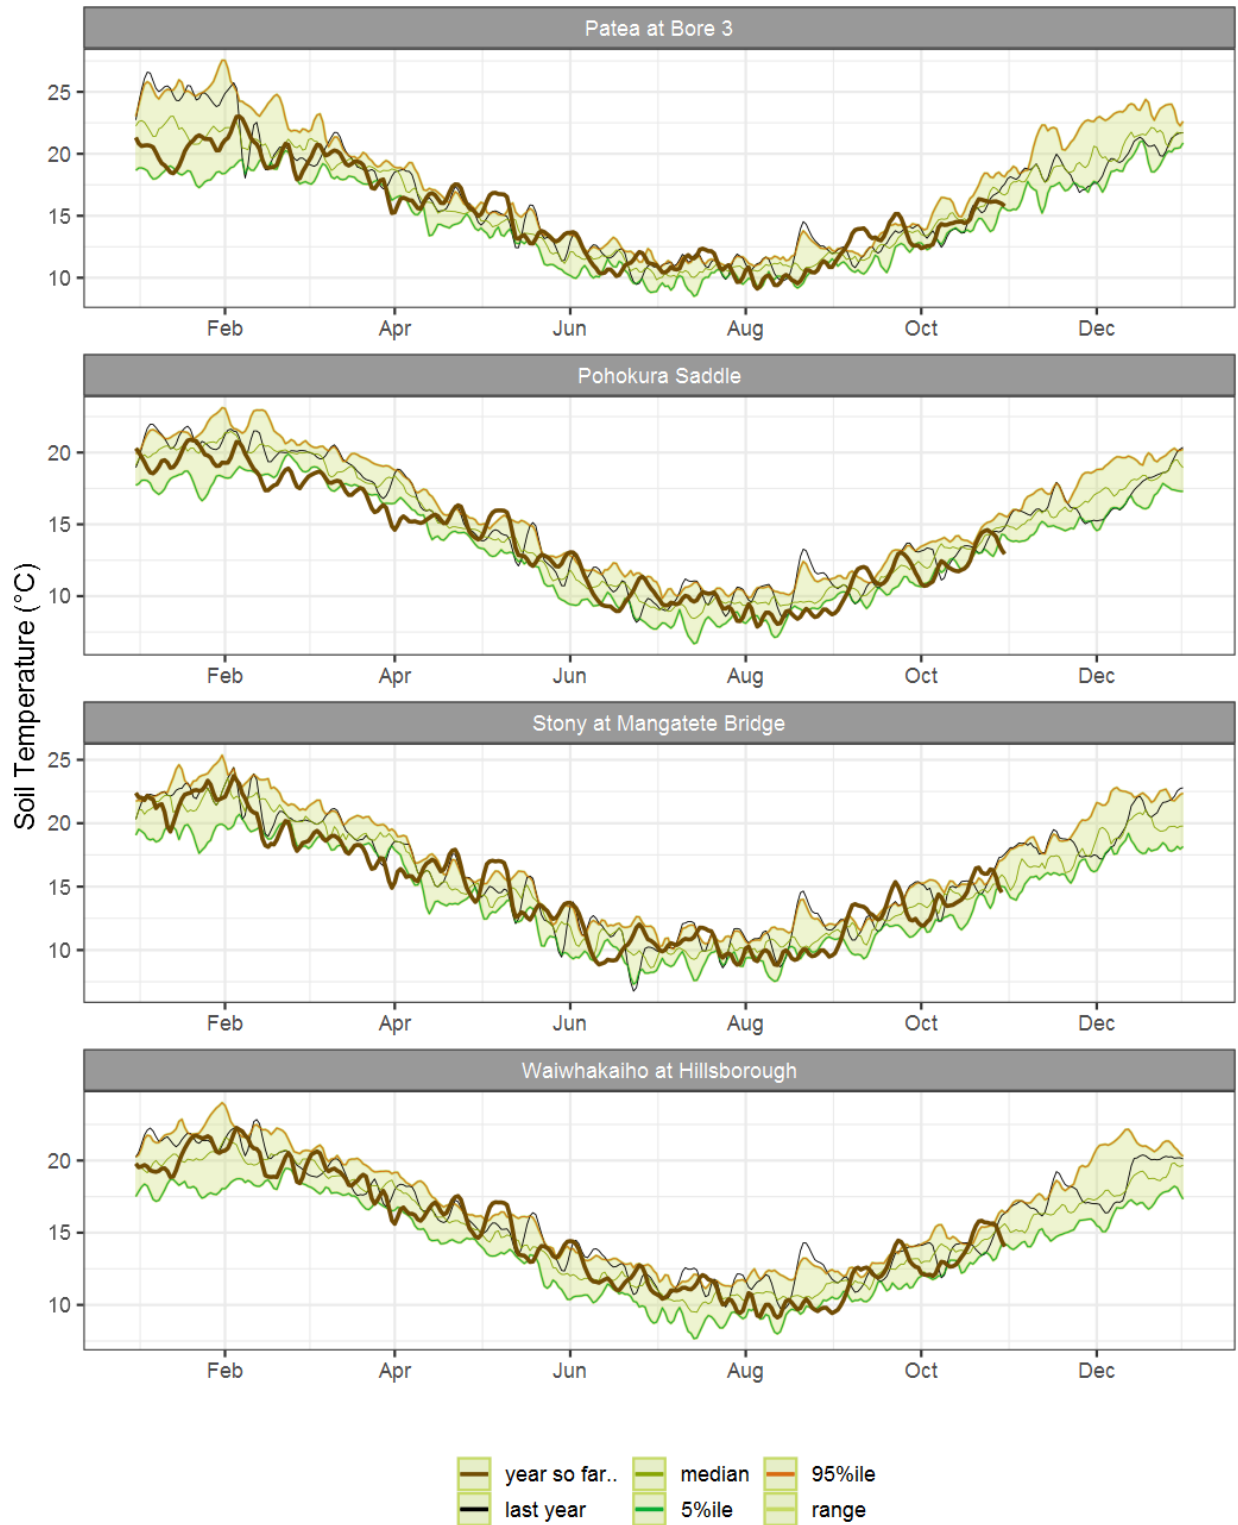 Patea at Bore 3
25
20
15
10
Feb Apr Jun Aug Oct Dec
Pohokura Saddle
20
15
10
Feb Apr Jun Aug Oct Dec
Soil Temperature (°C)
Stony at Mangatete Bridge
25
20
15
10
Feb Apr Jun Aug Oct Dec
Waiwhakaiho at Hillsborough
20
15
10
Feb Apr Jun Aug Oct Dec
year so far.. median 95%ile
last year 5%ile range